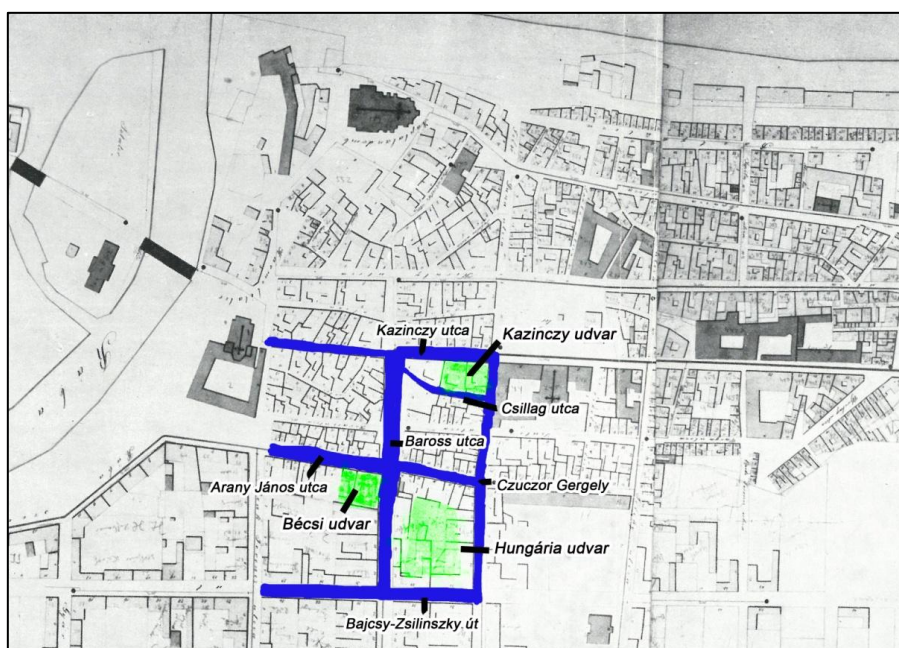 Kazinczy utca
Kazinczy udvar
Csillag utca
Baross utca
Arany János utca
Czuczor Gergely
Bécsi udvar
Hungária udvar
Bajcsy-Zsilinszky út